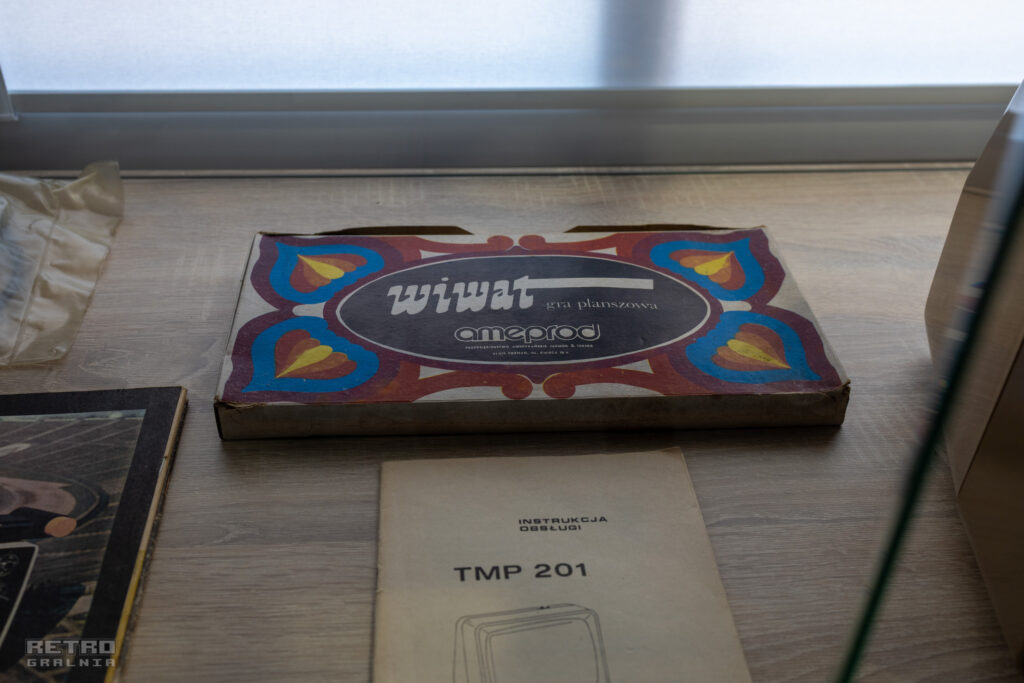 wiwat
gra planszowa
ameprod
INSTRUKCJA
OBSŁUGI
TMP 201
RETRO
GRALNIA